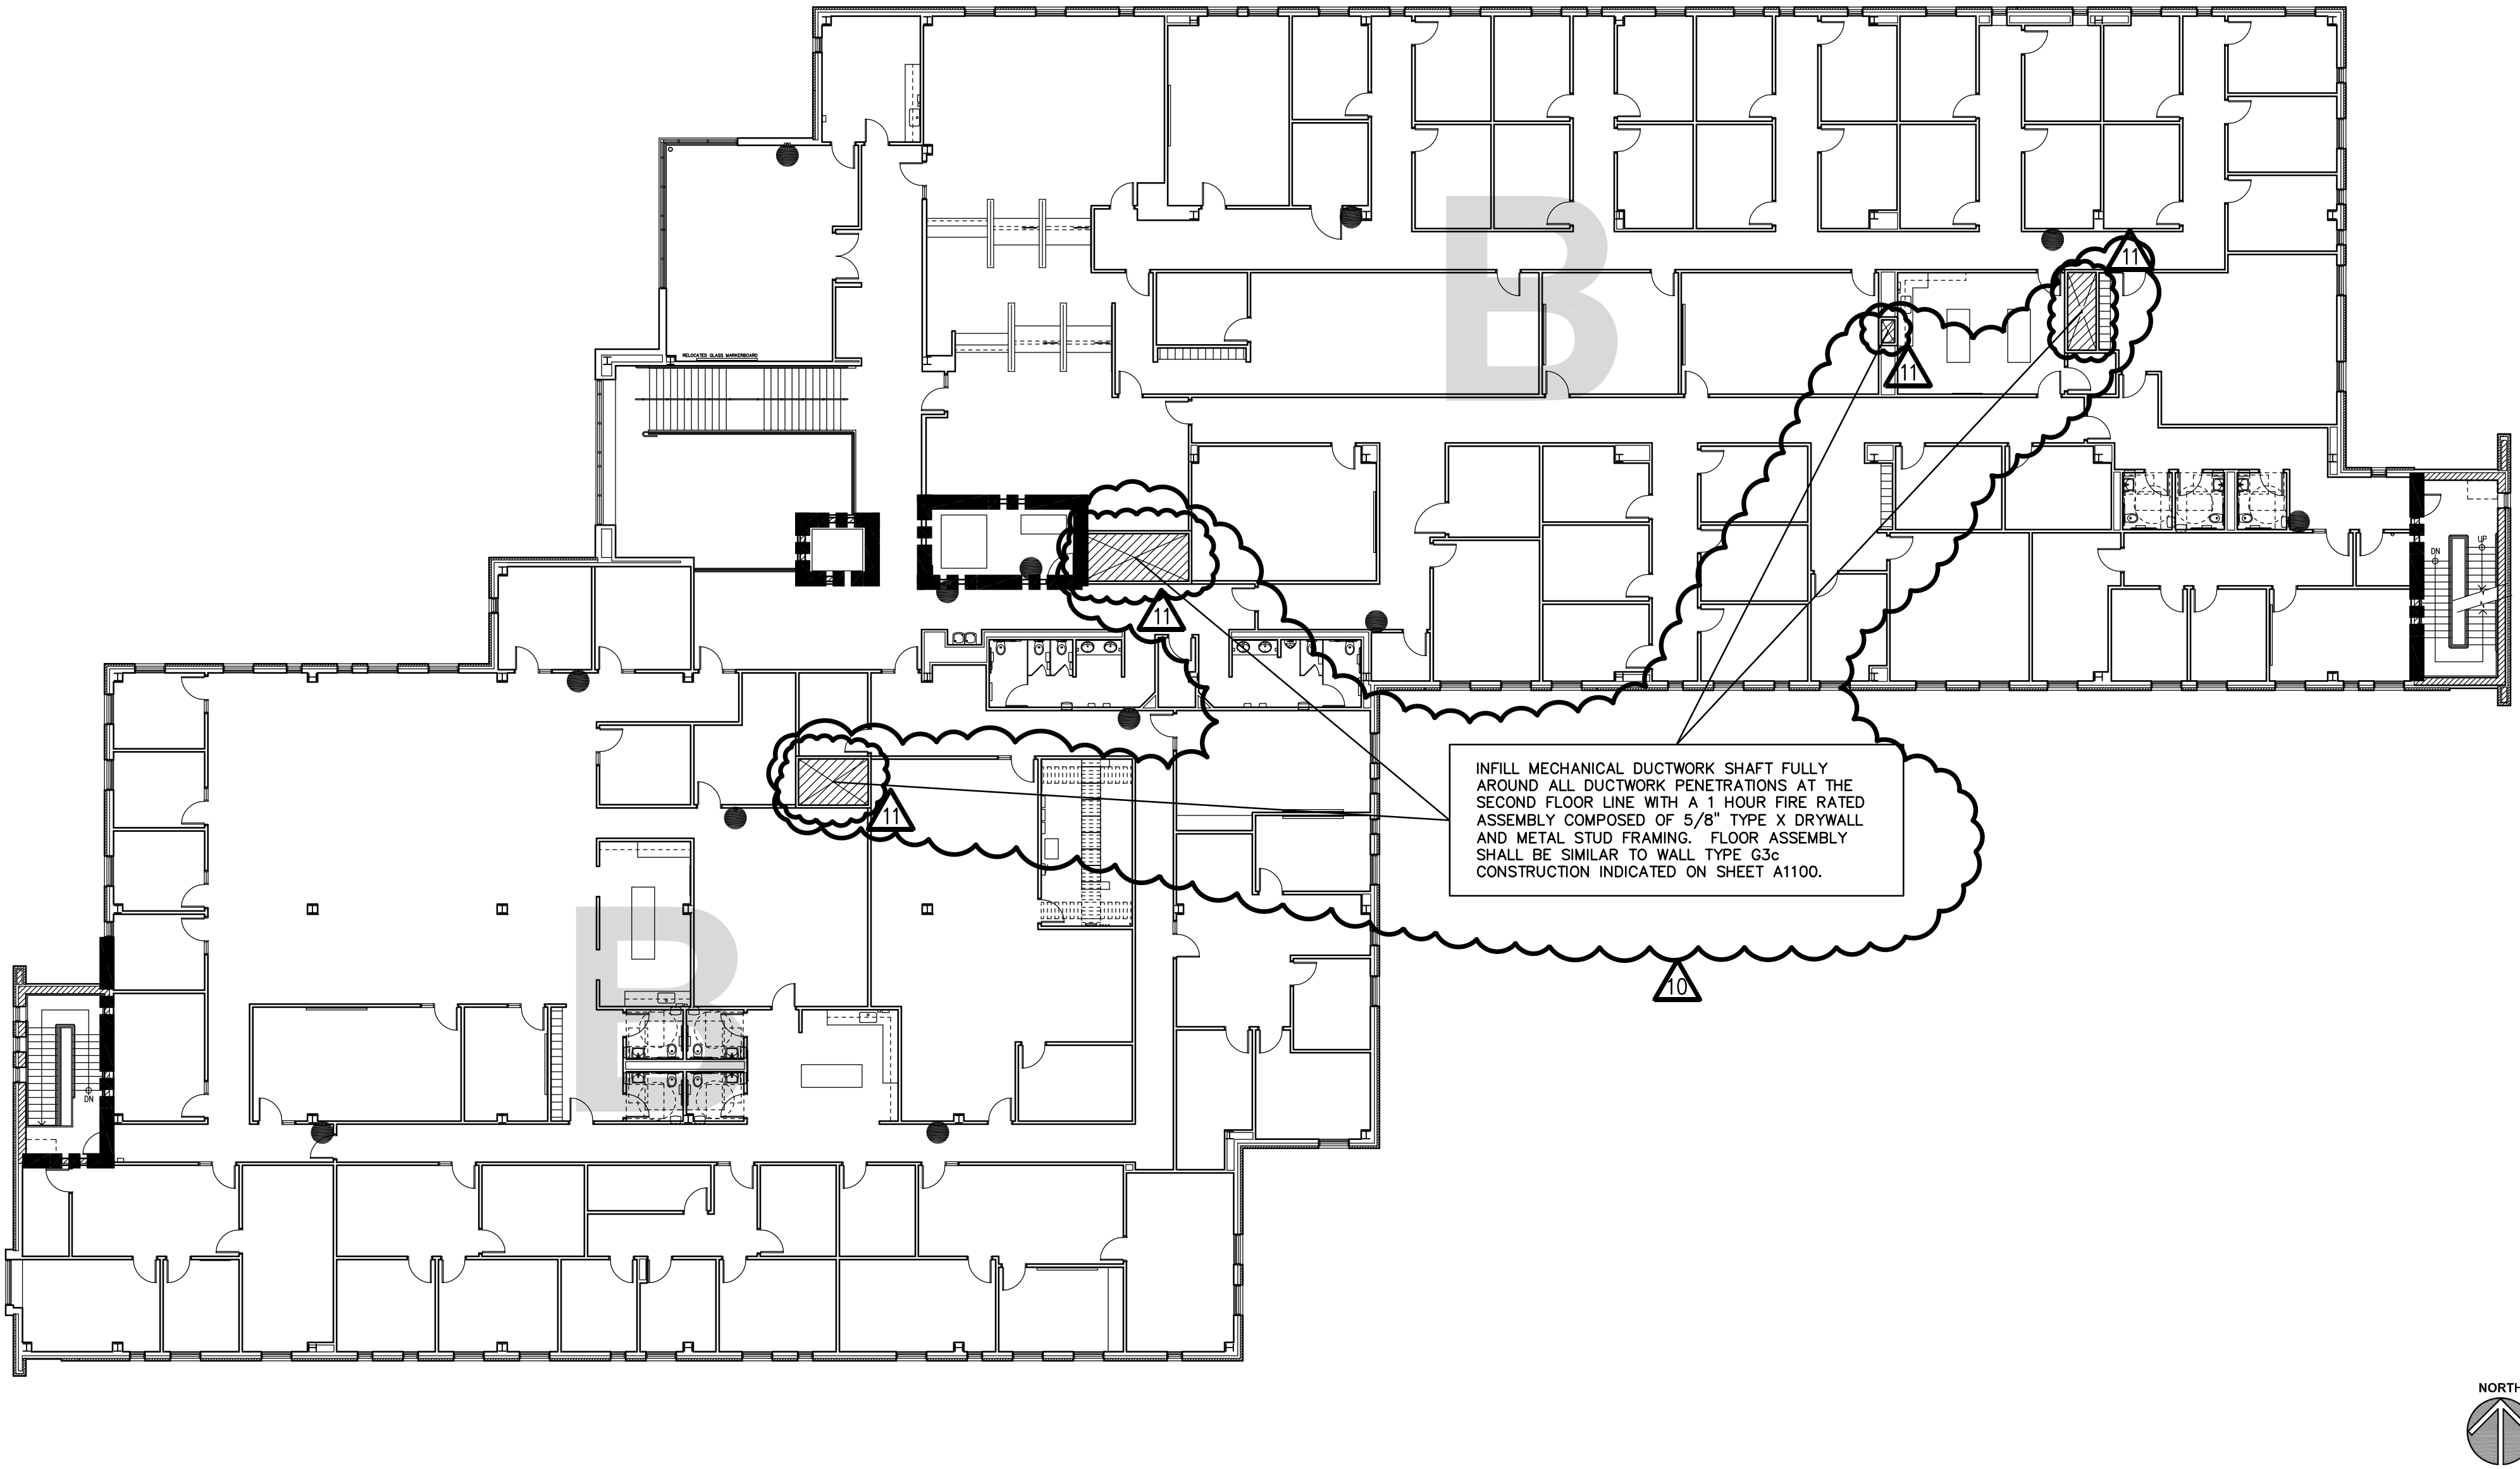 B
11
RELOCATED GLASS MARKERBOARD
11
UP
DN
11
INFILL MECHANICAL DUCTWORK SHAFT FULLY
AROUND ALL DUCTWORK PENETRATIONS AT THE
SECOND FLOOR LINE WITH A 1 HOUR FIRE RATED
ASSEMBLY COMPOSED OF 5/8" TYPE X DRYWALL
AND METAL STUD FRAMING. FLOOR ASSEMBLY
SHALL BE SIMILAR TO WALL TYPE G3c
CONSTRUCTION INDICATED ON SHEET A1100.
11
B
10
DN
NORTH